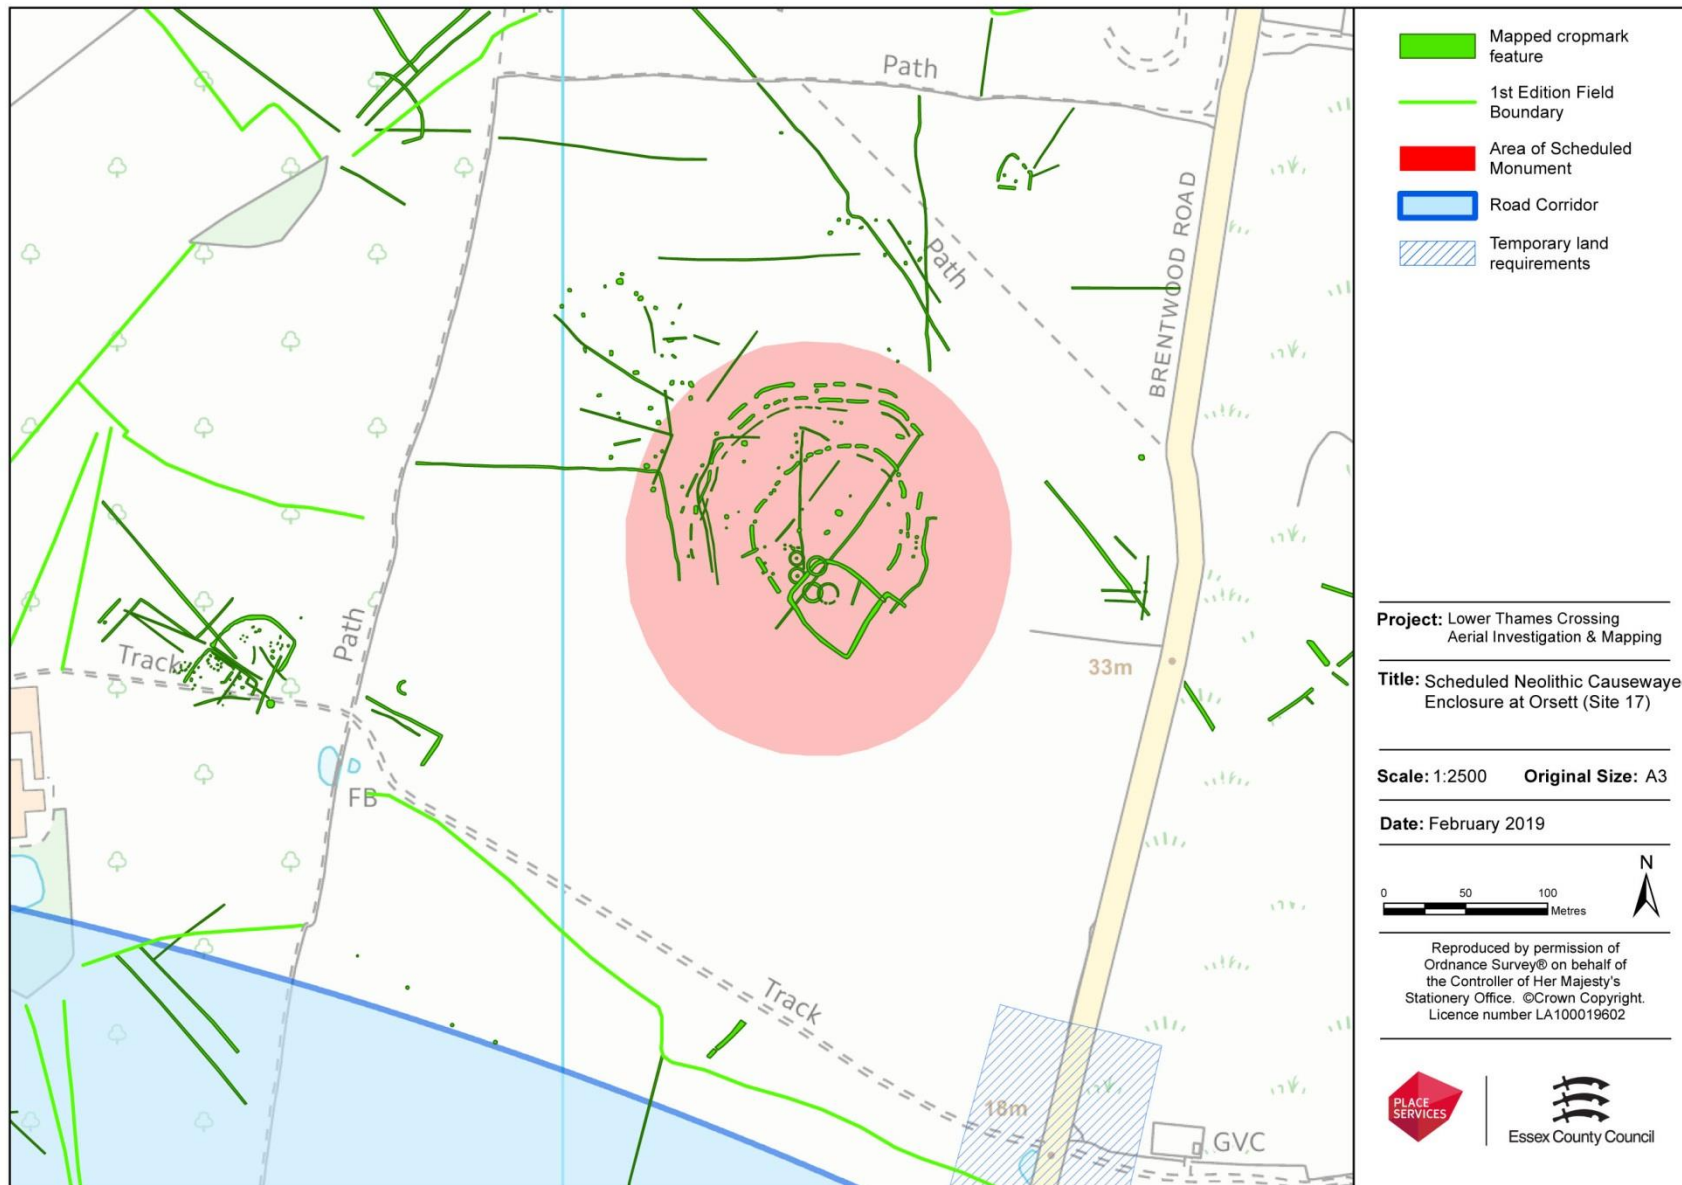 Path
Path
BRENTWOOD ROAD
Track
Path
33m
FB
Track
18m
GVC
Mapped cropmark
feature
1st Edition Field
Boundary
Area of Scheduled
Monument
Road Corridor
Temporary land
requirements
Project: Lower Thames Crossing
Aerial Investigation & Mapping
Title: Scheduled Neolithic Causewaye
Enclosure at Orsett (Site 17)
Scale: 1:2500 Original Size: A3
Date: February 2019
N
0 50 100
Metres
Reproduced by permission of
Ordnance Survey® on behalf of
the Controller of Her Majesty's
Stationery Office. ©Crown Copyright.
Licence number LA100019602
PLACE
SERVICES
Essex County Council